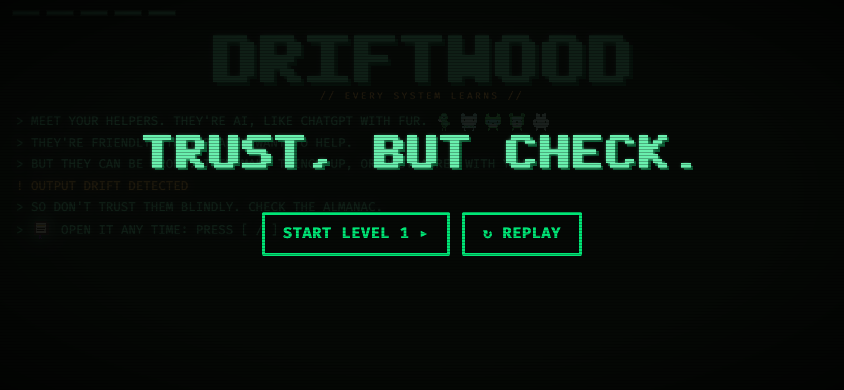 DRIFTWOOD
// EVERY SYSTEM LEARNS //
> MEET YOUR HELPERS. THEY'RE AI, LIKE CHATGPT WITH FUR.
> THEY'RE FRIEND HELP.
TRUST, BUT CHECK.
> BUT THEY CAN BE UP, WITH
! OUTPUT DRIFT DETECTED
> SO DON'T TRUST THEM BLINDLY. CHECK THE ALMANAC.
> OPEN IT ANY TIME: PRESS [ ]
START LEVEL 1 ▸
↻ REPLAY